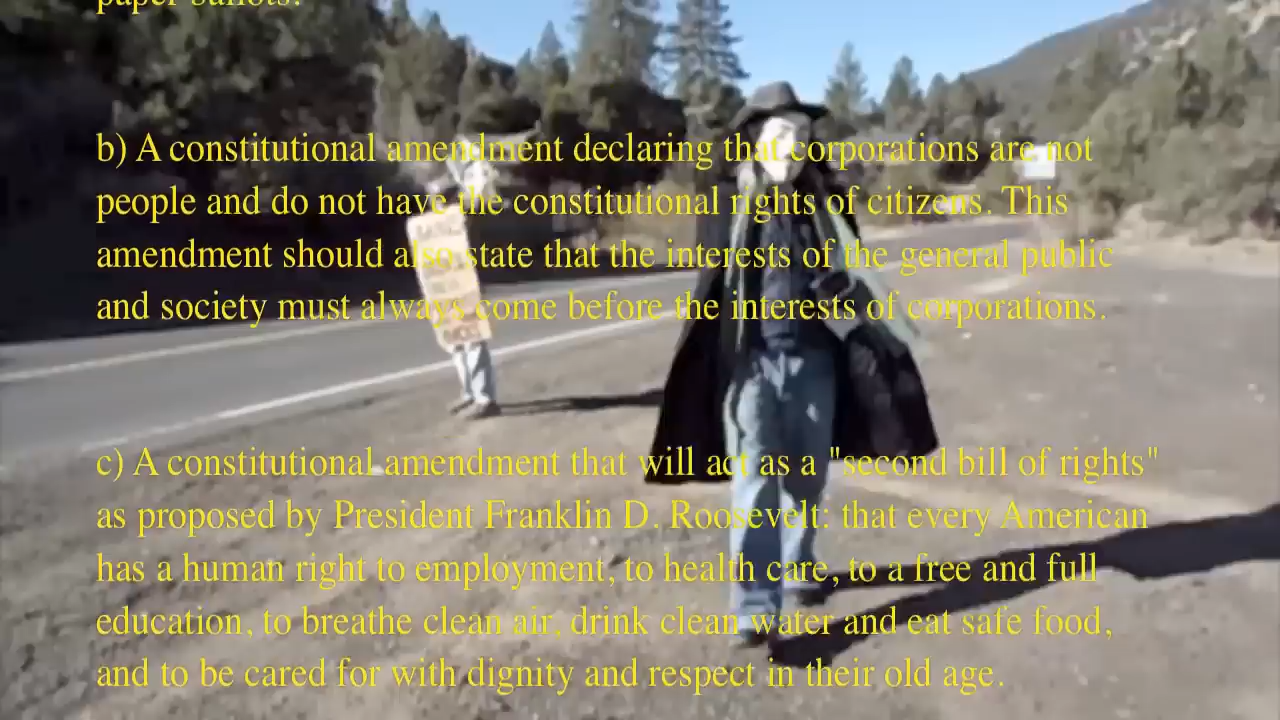 paper ballots.
b) A constitutional amendment declaring that corporations are not
people and do not have the constitutional rights of citizens. This
amendment should also state that the interests of the general public
and society must always come before the interests of corporations.
c) A constitutional amendment that will act as a "second bill of rights"
as proposed by President Franklin D. Roosevelt: that every American
has a human right to employment, to health care, to a free and full
education, to breathe clean air, drink clean water and eat safe food,
and to be cared for with dignity and respect in their old age.